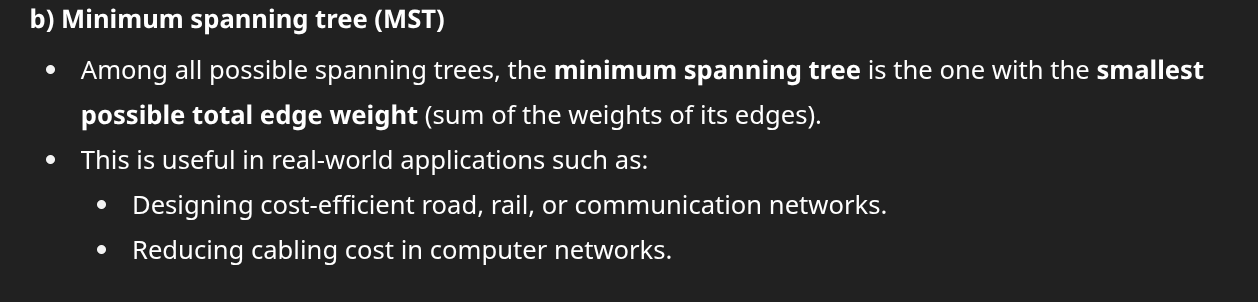 b) Minimum spanning tree (MST)
• Among all possible spanning trees, the minimum spanning tree is the one with the smallest
possible total edge weight (sum of the weights of its edges).
• This is useful in real-world applications such as:
• Designing cost-efficient road, rail, or communication networks.
• Reducing cabling cost in computer networks.